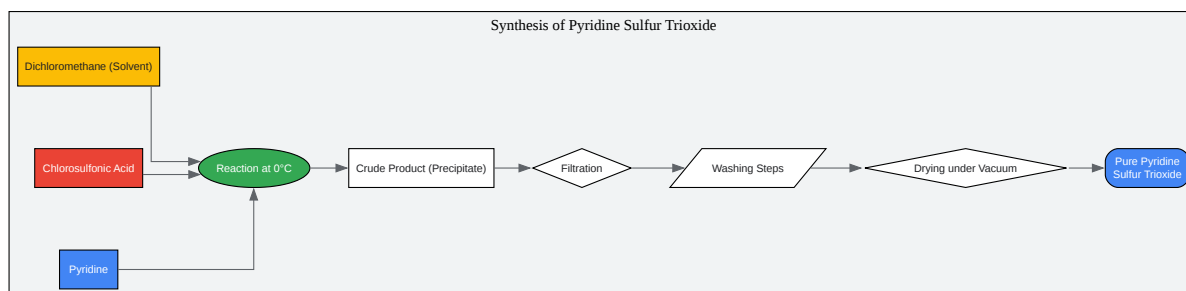 Synthesis of Pyridine Sulfur Trioxide
Dichloromethane (Solvent)
Chlorosulfonic Acid
Pyridine
Reaction at 0°C
Crude Product (Precipitate)
Filtration
Washing Steps
Drying under Vacuum
Pure Pyridine
Sulfur Trioxide